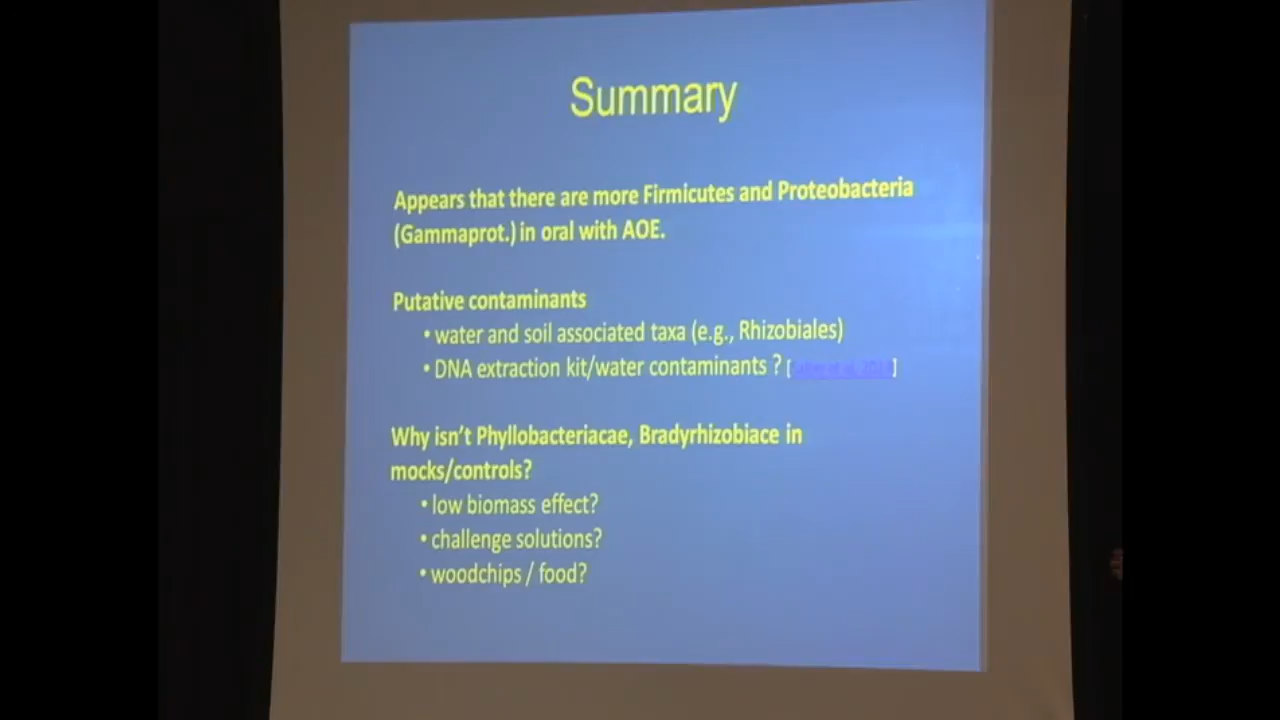 Summary
Appears that there are more Firmicutes and Proteobacteria
(Gammaprot.) in oral with AOE.
Putative contaminants
• water and soil associated taxa (e.g., Rhizobiales)
• DNA extraction kit/water contaminants ? [ et al, ]
Why isn't Phyllobacteriacae, Bradyrhizobiace in
mocks/controls?
• low biomass effect?
• challenge solutions?
• woodchips / food?